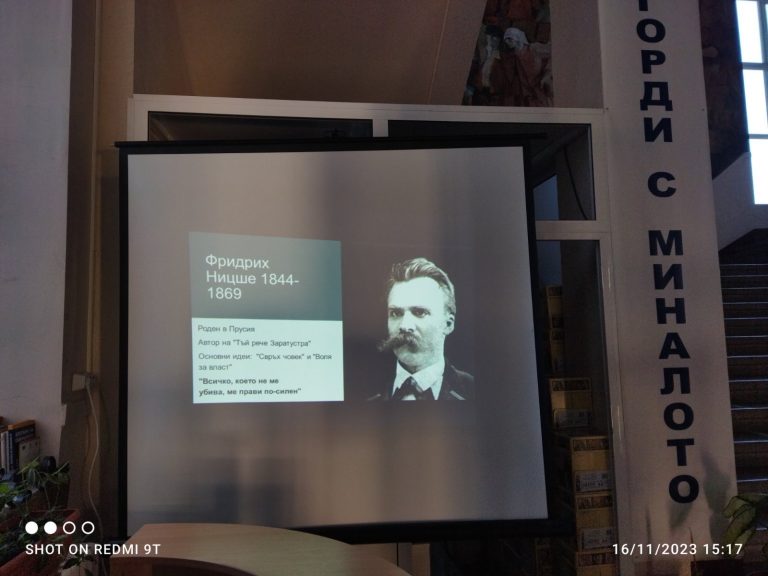 Фридрих
Ницше 1844-
1869
Роден в Прусия
Автор на "Тъй рече Заратустра"
Основни идеи: "Свръх човек" и "Воля
за власт"
"Всичко, което не ме
убива, ме прави по-силен"
ГОРДИ С МИНАЛОТО
SHOT ON REDMI 9T
16/11/2023 15:17